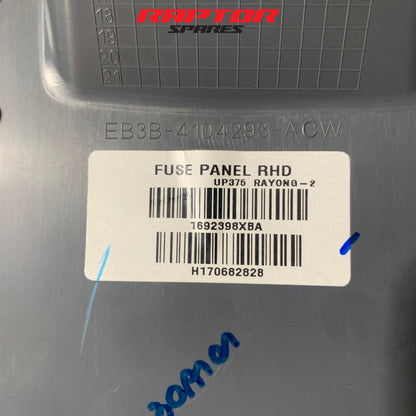 RAPTOR
SPARES
18
19
20
21
EB3B-4104293-ACW
FUSE PANEL RHD
UP375 RAYONG-2
1692398XBA
H170682828